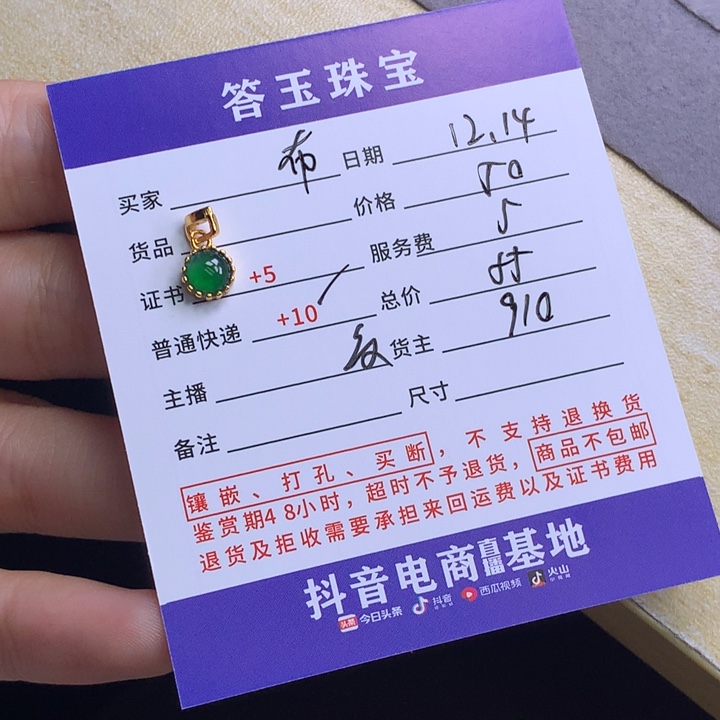 答玉珠宝
买家 布 日期 12.14
货品 价格 50
证书 +5 服务费 5
普通快递 +10 总价 55
主播 货主 910
备注 尺寸
镶嵌、打孔、买断，不支持退换货
鉴赏期48小时，超时不予退货，商品不包邮
退货及拒收需要承担来回运费以及证书费用
抖音电商直播基地
头条 今日头条 抖音 西瓜视频 火山